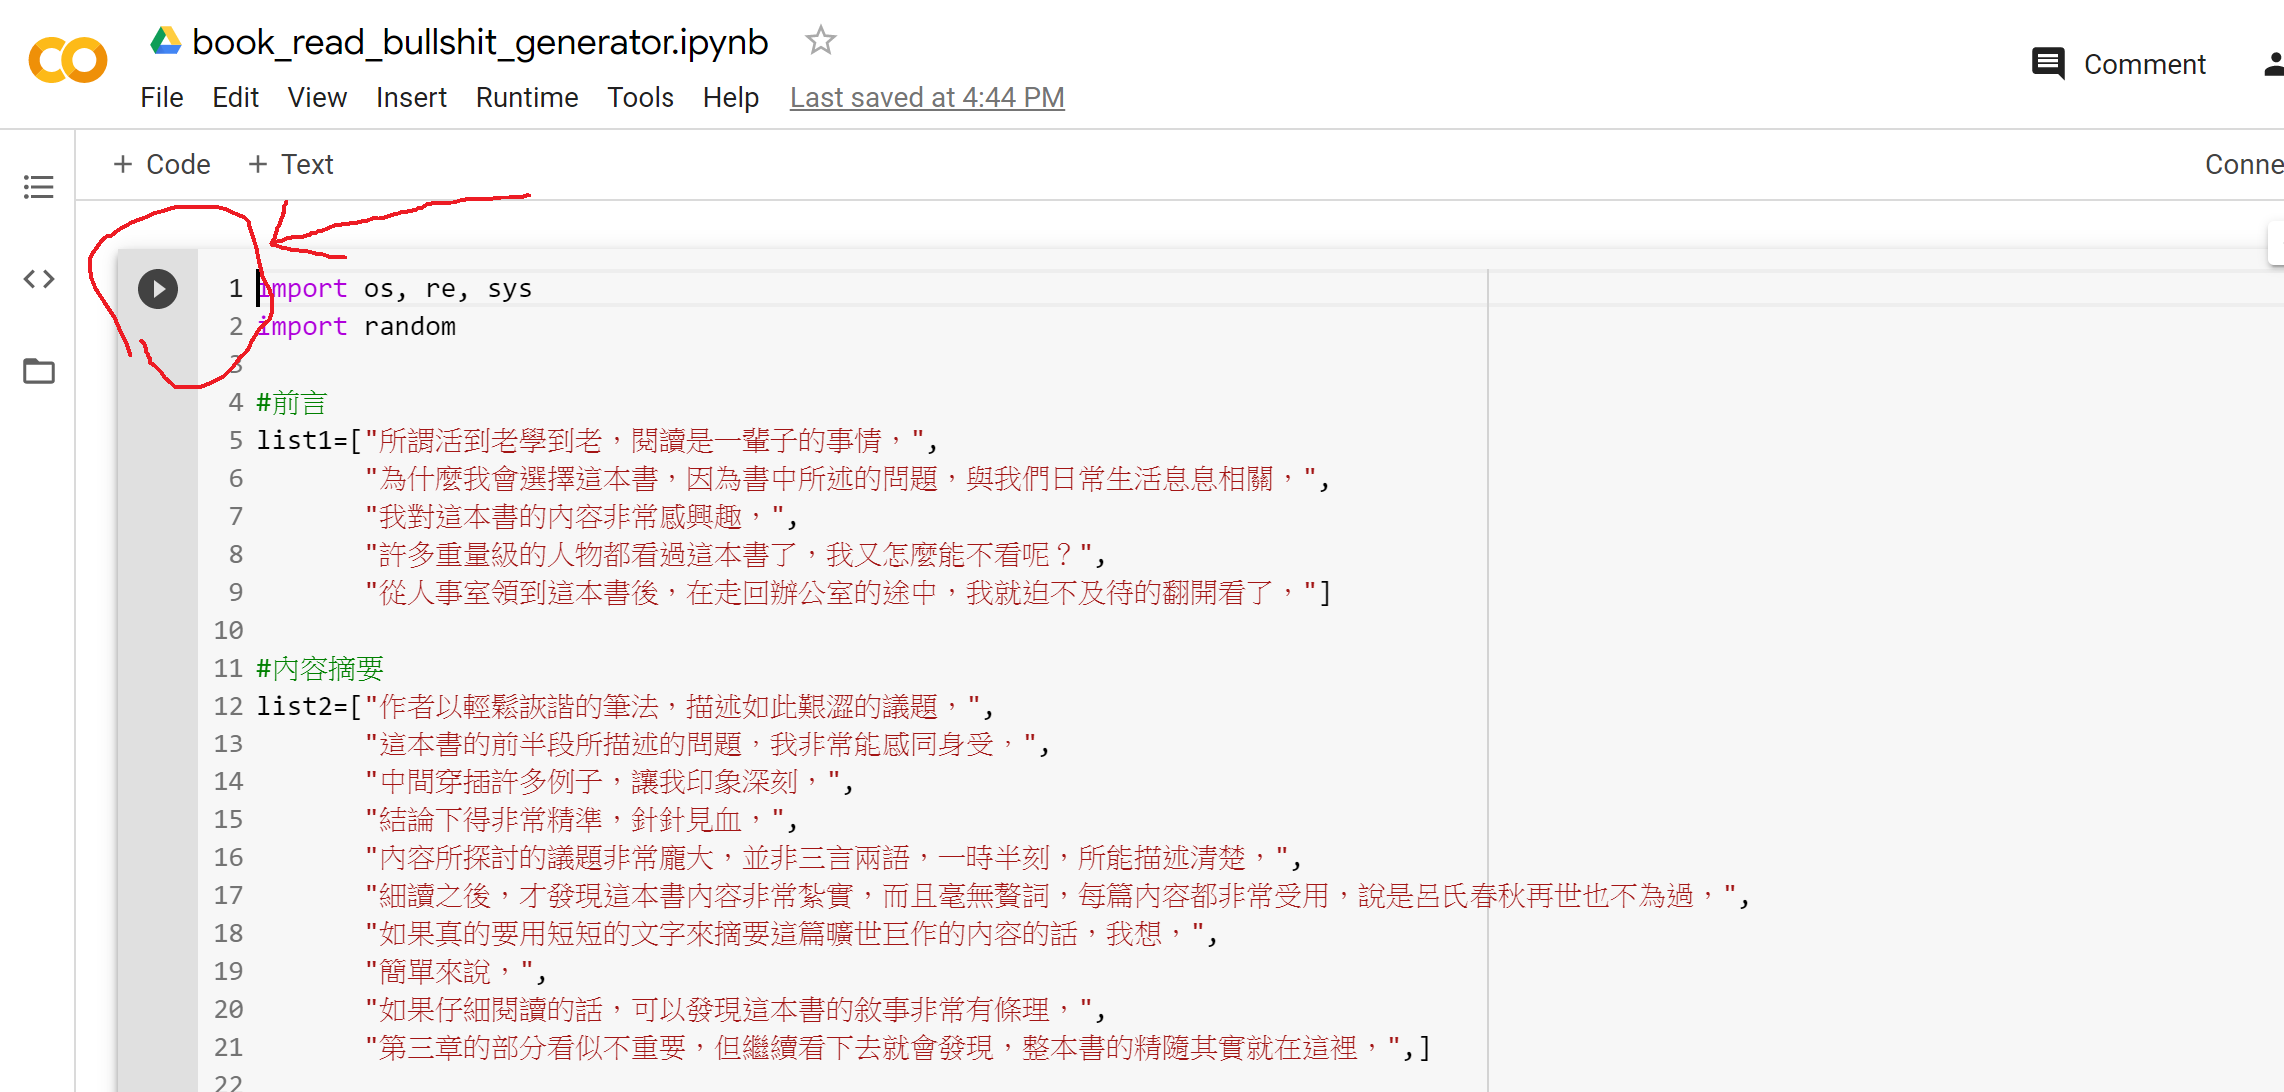 book_read_bullshit_generator.ipynb
File Edit View Insert Runtime Tools Help Last saved at 4:44 PM
Comment
+ Code + Text
Conne
1 import os, re, sys
2 import random
3
4 #前言
5 list1=["所謂活到老學到老，閱讀是一輩子的事情，",
6 "為什麼我會選擇這本書，因為書中所述的問題，與我們日常生活息息相關，",
7 "我對這本書的內容非常感興趣，",
8 "許多重量級的人物都看過這本書了，我又怎麼能不看呢？",
9 "從人事室領到這本書後，在走回辦公室的途中，我就迫不及待的翻開看了，"]
10
11 #內容摘要
12 list2=["作者以輕鬆詼諧的筆法，描述如此艱澀的議題，",
13 "這本書的前半段所描述的問題，我非常能感同身受，",
14 "中間穿插許多例子，讓我印象深刻，",
15 "結論下得非常精準，針針見血，",
16 "內容所探討的議題非常龐大，並非三言兩語，一時半刻，所能描述清楚，",
17 "細讀之後，才發現這本書內容非常紮實，而且毫無贅詞，每篇內容都非常受用，說是呂氏春秋再世也不為過，",
18 "如果真的要用短短的文字來摘要這篇曠世巨作的內容的話，我想，",
19 "簡單來說，",
20 "如果仔細閱讀的話，可以發現這本書的敘事非常有條理，",
21 "第三章的部分看似不重要，但繼續看下去就會發現，整本書的精隨其實就在這裡，",]
22